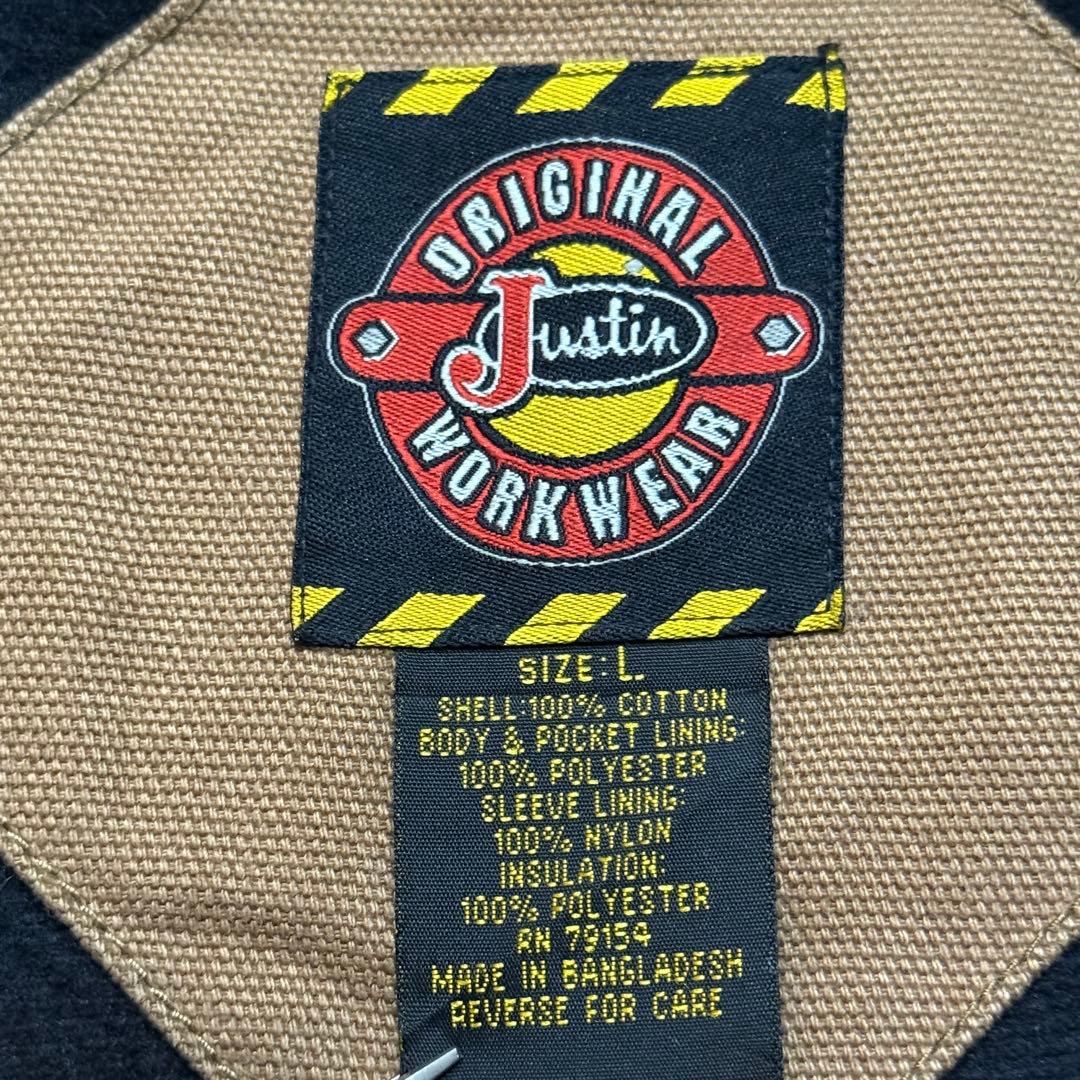 ORIGINAL
Justin
WORKWEAR
SIZE: L.
SHELL:100% COTTON
BODY & POCKET LINING:
100% POLYESTER
SLEEVE LINING:
100% NYLON
INSULATION:
100% POLYESTER
RN 79154
MADE IN BANGLADESH
REVERSE FOR CARE